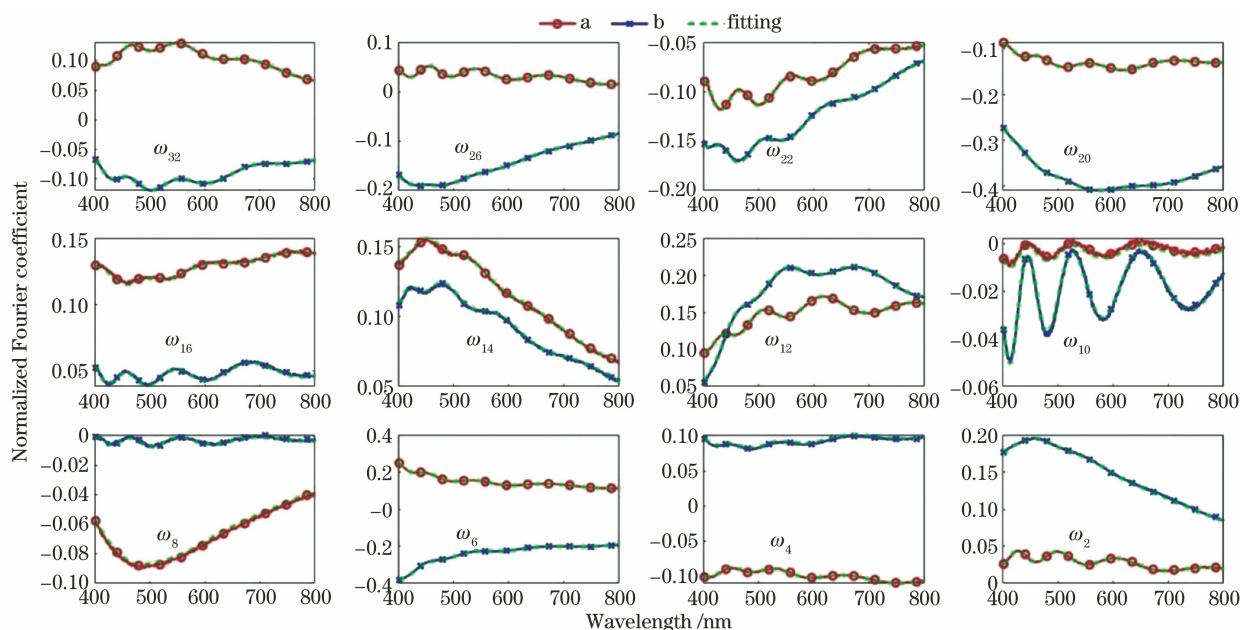 a b fitting
Normalized Fourier coefficient
0.10 0.05 0 −0.05 −0.10
ω32
400 500 600 700 800
0.1 0 −0.1 −0.2
ω26
400 500 600 700 800
−0.05 −0.10 −0.15 −0.20
ω22
400 500 600 700 800
−0.1 −0.2 −0.3 −0.4
ω20
400 500 600 700 800
0.15 0.10 0.05
ω16
400 500 600 700 800
0.15 0.10 0.05
ω14
400 500 600 700 800
0.25 0.20 0.15 0.10 0.05
ω12
400 500 600 700 800
0 −0.02 −0.04 −0.06
ω10
400 500 600 700 800
0 −0.02 −0.04 −0.06 −0.08 −0.10
ω8
400 500 600 700 800
0.4 0.2 −0 −0.2 −0.4
ω6
400 500 600 700 800
0.10 0.05 0 −0.05 −0.10
ω4
400 500 600 700 800
0.20 0.15 0.10 0.05 0
ω2
400 500 600 700 800
Wavelength /nm